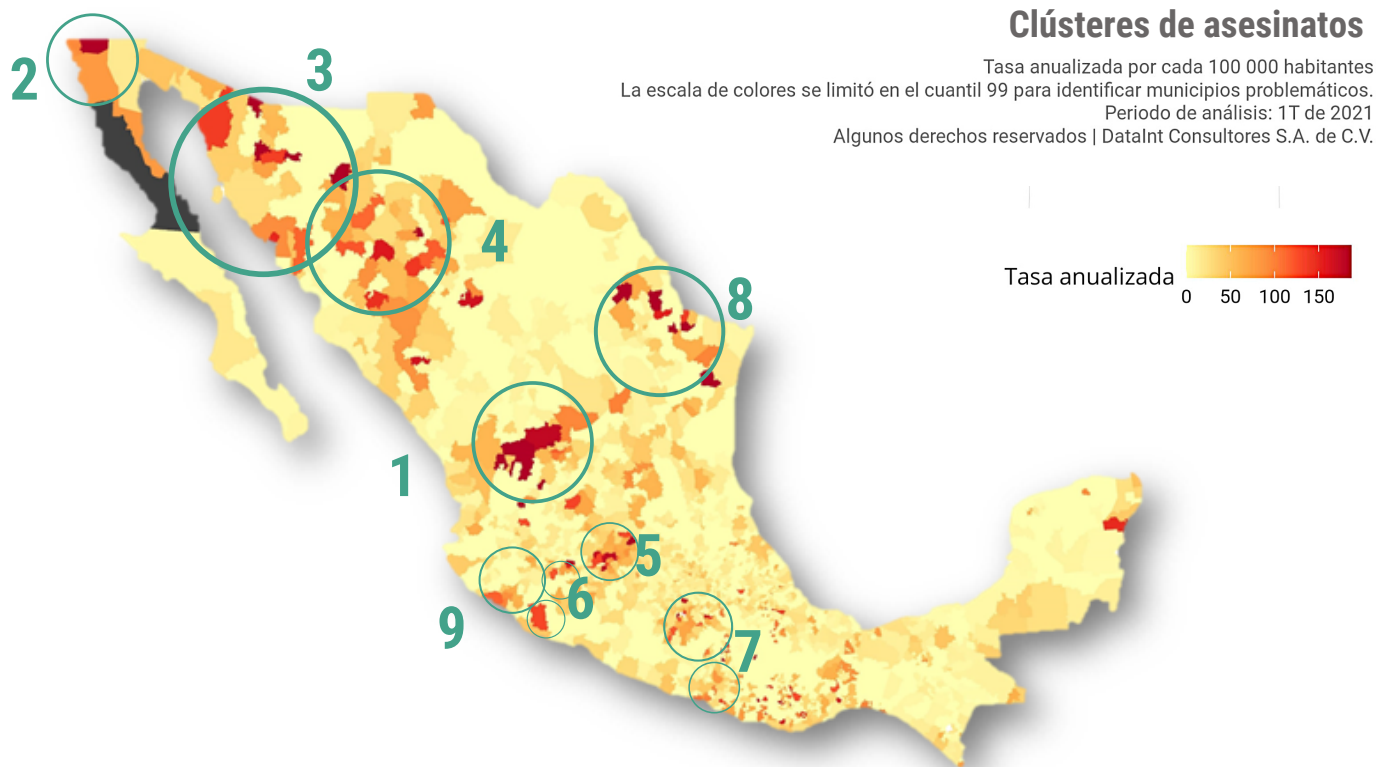 Clústeres de asesinatos
Tasa anualizada por cada 100 000 habitantes
La escala de colores se limitó en el cuantil 99 para identificar municipios problemáticos.
Periodo de análisis: 1T de 2021
Algunos derechos reservados | DataInt Consultores S.A. de C.V.
2
3
4
8
Tasa anualizada
0 50 100 150
1
5
6
9
7